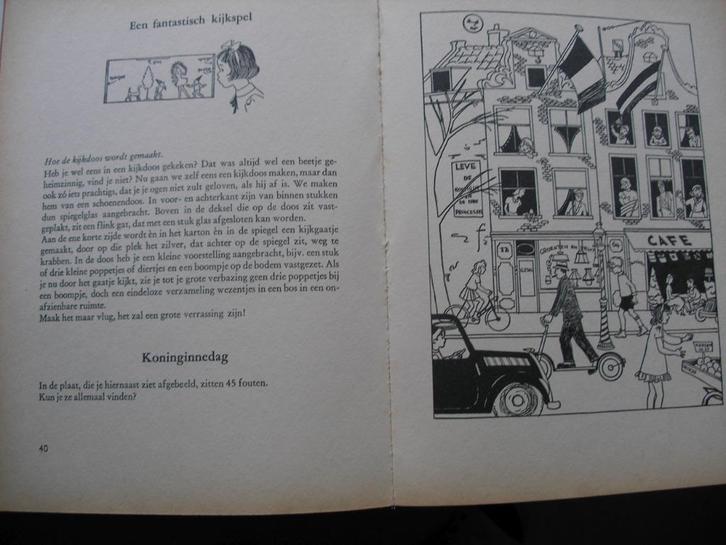 Een fantastisch kijkspel
Hoe de kijkdoos wordt gemaakt.
Heb je wel eens in een kijkdoos gekeken? Dat was altijd wel een beetje ge-
heimzinnig, vind je niet? Nu gaan we zelf eens een kijkdoos maken, maar dan
ook zó iets prachtigs, dat je je ogen niet zult geloven, als hij af is. We maken
hem van een schoenendoos. In voor- en achterkant zijn van binnen stukken
dun spiegelglas aangebracht. Boven in de deksel die op de doos zit vast-
geplakt, zit een flink gat, dat met een stuk glas afgesloten kan worden.
Aan de ene korte zijde wordt èn in het karton èn in de spiegel een kijkgaatje
gemaakt, door op die plek het zilver, dat achter op de spiegel zit, weg te
krabben. In de doos heb je een kleine voorstelling aangebracht, bijv. een stuk
of drie kleine poppetjes of diertjes en een boompje op de bodem vastgezet. Als
je nu door het gaatje kijkt, zie je tot je grote verbazing geen drie poppetjes bij
een boompje, doch een eindeloze verzameling wezentjes in een bos in een on-
afzienbare ruimte.
Maak het maar vlug, het zal een grote verrassing zijn!
Koninginnedag
In de plaat, die je hiernaast ziet afgebeeld, zitten 45 fouten.
Kun je ze allemaal vinden?
40
LEVE
DE
EN HAAR
PRINCESSEN
12
GROENTEN EN
CAFE